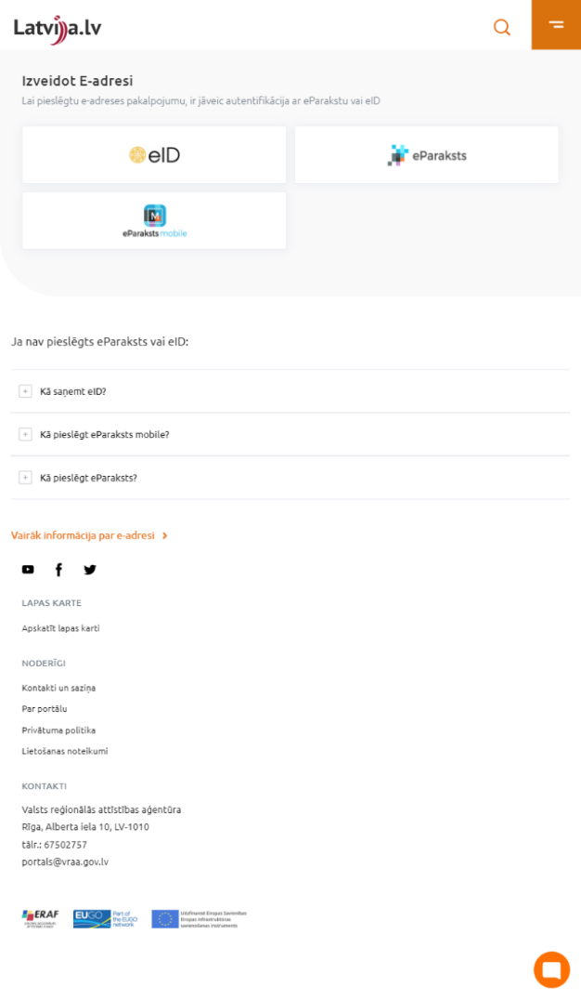 Latvija.lv
Izveidot E-adresi
Lai pieslēgtu e-adreses pakalpojumu, ir jāveic autentifikācija ar eParakstu vai eID
eID
eParaksts
M
eParaksts mobile
Ja nav pieslēgts eParaksts vai eID:
Kā saņemt eID?
Kā pieslēgt eParaksts mobile?
Kā pieslēgt eParaksts?
Vairāk informācija par e-adresi
LAPAS KARTE
Apskatīt lapas karti
NODERĪGI
Kontakti un saziņa
Par portālu
Privātuma politika
Lietošanas noteikumi
KONTAKTI
Valsts reģionālās attīstības aģentūra
Rīga, Alberta iela 10, LV-1010
tālr.: 67502757
portals@vraa.gov.lv
ERAF
EUGO
Part of
the EUGO
network
Līdzfinansē Eiropas Savienības
Eiropas infrastruktūras
savienošanas instruments